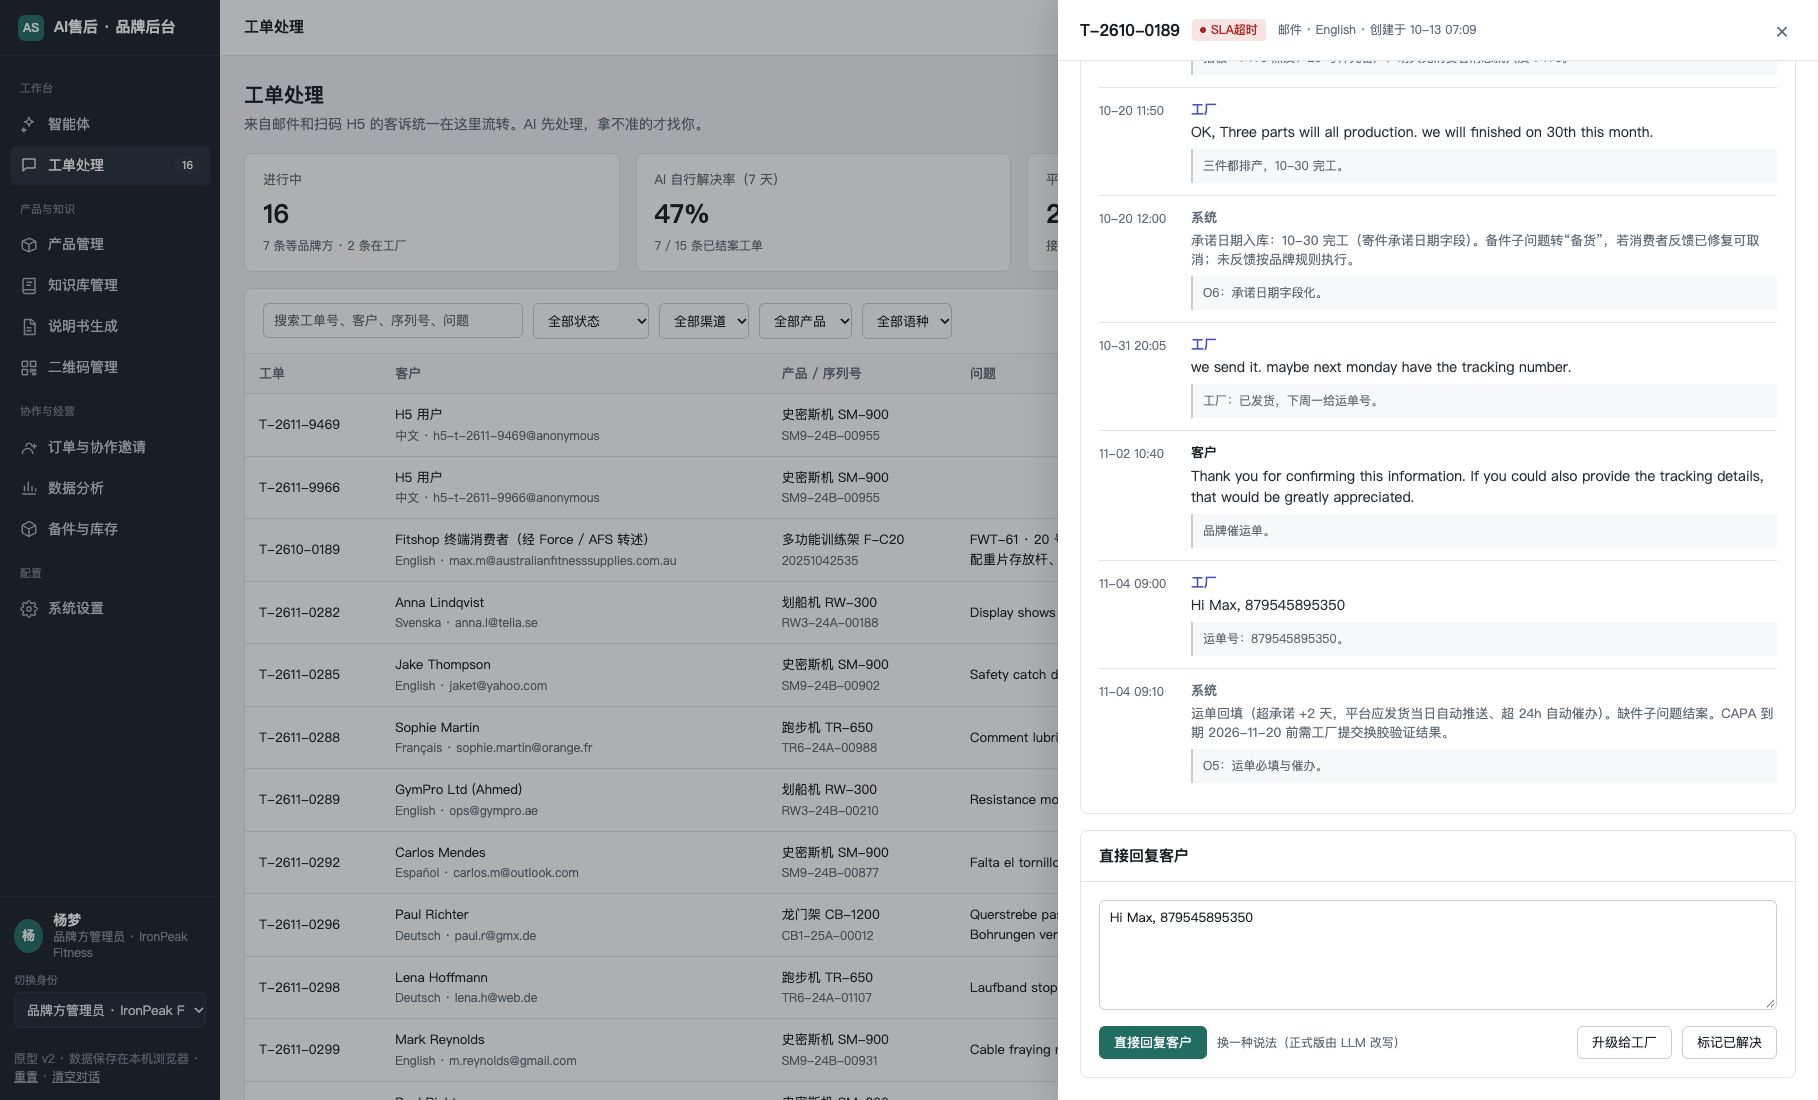 AS AI售后 · 品牌后台
工作台
智能体
工单处理 16
产品与知识
产品管理
知识库管理
说明书生成
二维码管理
协作与经营
订单与协作邀请
数据分析
备件与库存
配置
系统设置
杨 杨梦
品牌方管理员 · IronPeak
Fitness
切换身份
品牌方管理员 · IronPeak F
原型 v2 · 数据保存在本机浏览器 ·
重置 · 清空对话
工单处理
工单处理
来自邮件和扫码 H5 的客诉统一在这里流转。AI 先处理，拿不准的才找你。
进行中
16
7 条等品牌方 · 2 条在工厂
AI 自行解决率（7 天）
47%
7 / 15 条已结案工单
平
2
接
搜索工单号、客户、序列号、问题 全部状态 全部渠道 全部产品 全部语种
工单 客户 产品 / 序列号 问题
T-2611-9469 H5 用户 史密斯机 SM-900
中文 · h5-t-2611-9469@anonymous SM9-24B-00955
T-2611-9966 H5 用户 史密斯机 SM-900
中文 · h5-t-2611-9966@anonymous SM9-24B-00955
T-2610-0189 Fitshop 终端消费者（经 Force / AFS 转述） 多功能训练架 F-C20 FWT-61 · 20
English · max.m@australianfitnesssupplies.com.au 20251042535 配重片存放杆、
T-2611-0282 Anna Lindqvist 划船机 RW-300 Display shows
Svenska · anna.l@telia.se RW3-24A-00188
T-2611-0285 Jake Thompson 史密斯机 SM-900 Safety catch d
English · jaket@yahoo.com SM9-24B-00902
T-2611-0288 Sophie Martin 跑步机 TR-650 Comment lubri
Français · sophie.martin@orange.fr TR6-24A-00988
T-2611-0289 GymPro Ltd (Ahmed) 划船机 RW-300 Resistance mo
English · ops@gympro.ae RW3-24B-00210
T-2611-0292 Carlos Mendes 史密斯机 SM-900 Falta el tornillo
Español · carlos.m@outlook.com SM9-24B-00877
T-2611-0296 Paul Richter 龙门架 CB-1200 Querstrebe pa
Deutsch · paul.r@gmx.de CB1-25A-00012 Bohrungen ver
T-2611-0298 Lena Hoffmann 跑步机 TR-650 Laufband stop
Deutsch · lena.h@web.de TR6-24A-01107
T-2611-0299 Mark Reynolds 史密斯机 SM-900 Cable fraying
English · m.reynolds@gmail.com SM9-24B-00931
T-2610-0189 SLA超时 邮件 · English · 创建于 10-13 07:09 ×
10-20 11:50 工厂
OK, Three parts will all production. we will finished on 30th this month.
三件都排产，10-30 完工。
10-20 12:00 系统
承诺日期入库：10-30 完工（寄件承诺日期字段）。备件子问题转“备货”，若消费者反馈已修复可取
消；未反馈按品牌规则执行。
O6：承诺日期字段化。
10-31 20:05 工厂
we send it. maybe next monday have the tracking number.
工厂：已发货，下周一给运单号。
11-02 10:40 客户
Thank you for confirming this information. If you could also provide the tracking details,
that would be greatly appreciated.
品牌催运单。
11-04 09:00 工厂
Hi Max, 879545895350
运单号：879545895350。
11-04 09:10 系统
运单回填（超承诺 +2 天，平台应发货当日自动推送、超 24h 自动催办）。缺件子问题结案。CAPA 到
期 2026-11-20 前需工厂提交换胶验证结果。
O5：运单必填与催办。
直接回复客户
Hi Max, 879545895350
直接回复客户 换一种说法（正式版由 LLM 改写） 升级给工厂 标记已解决